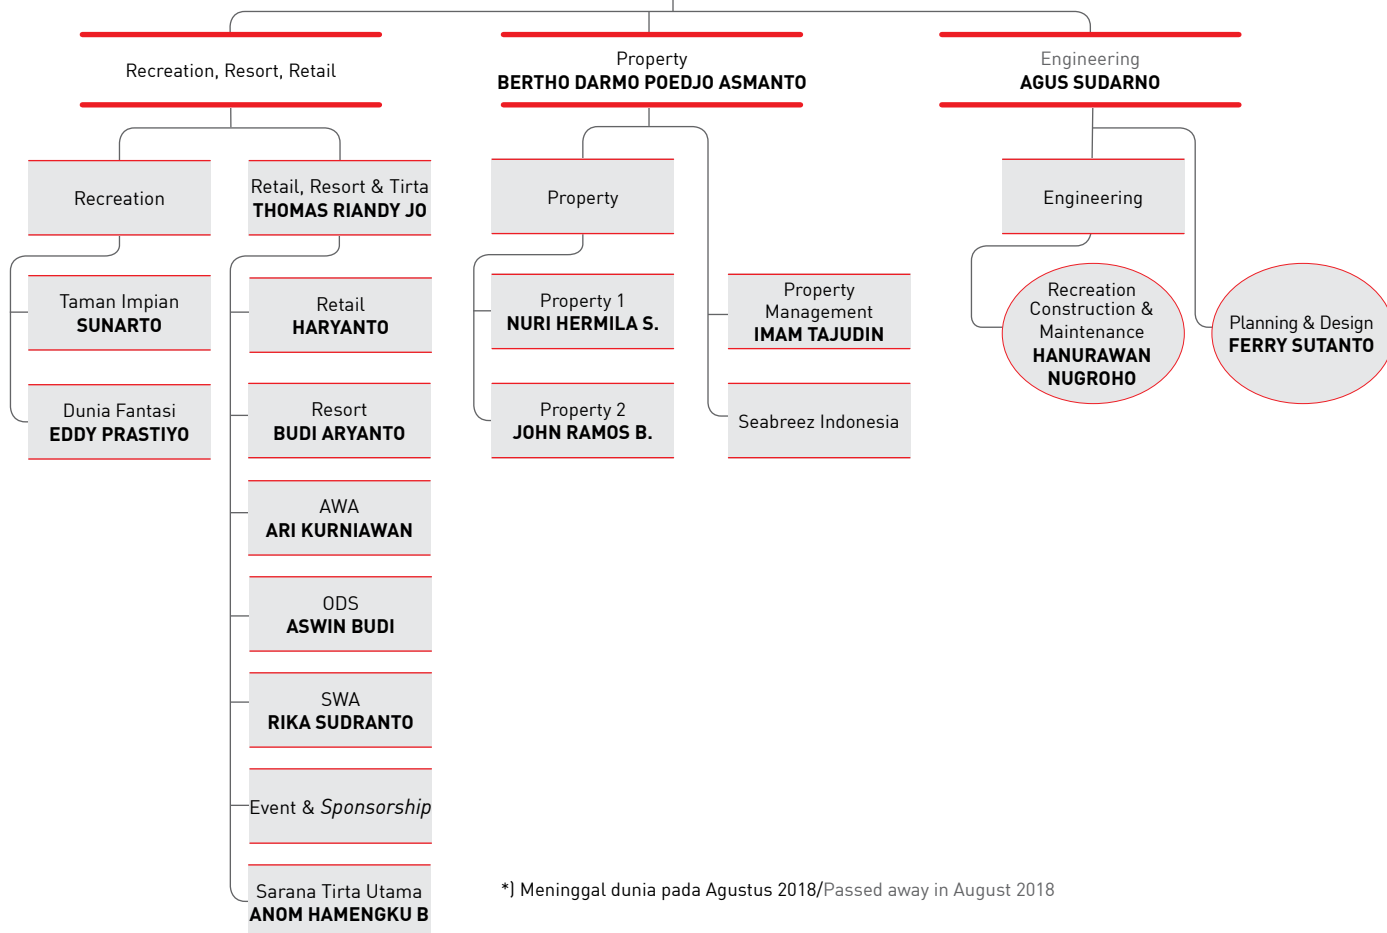 Recreation, Resort, Retail
Property
BERTHO DARMO POEDJO ASMANTO
Engineering
AGUS SUDARNO
Recreation
Retail, Resort & Tirta
THOMAS RIANDY JO
Property
Engineering
Taman Impian
SUNARTO
Dunia Fantasi
EDDY PRASTIYO
Retail
HARYANTO
Resort
BUDI ARYANTO
AWA
ARI KURNIAWAN
ODS
ASWIN BUDI
SWA
RIKA SUDRANTO
Event & Sponsorship
Sarana Tirta Utama
ANOM HAMENGKU B
Property 1
NURI HERMILA S.
Property 2
JOHN RAMOS B.
Property
Management
IMAM TAJUDIN
Seabreez Indonesia
Recreation
Construction &
Maintenance
HANURAWAN
NUGROHO
Planning & Design
FERRY SUTANTO
*) Meninggal dunia pada Agustus 2018/Passed away in August 2018